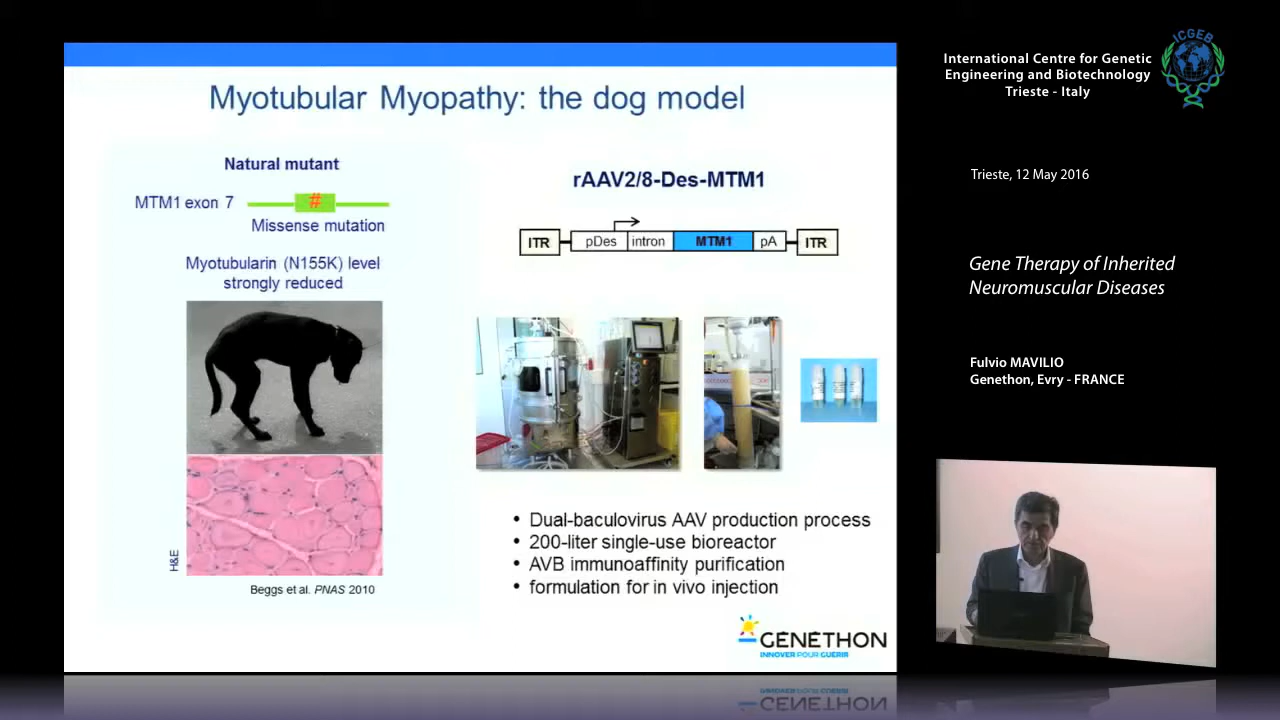 Myotubular Myopathy: the dog model
Natural mutant
MTM1 exon 7
#
Missense mutation
Myotubularin (N155K) level
strongly reduced
H&E
Beggs et al. PNAS 2010
rAAV2/8-Des-MTM1
ITR pDes intron MTM1 pA ITR
• Dual-baculovirus AAV production process
• 200-liter single-use bioreactor
• AVB immunoaffinity purification
• formulation for in vivo injection
GENETHON
INNOVER POUR GUÉRIR
International Centre for Genetic
Engineering and Biotechnology
Trieste - Italy
ICGEB
Trieste, 12 May 2016
Gene Therapy of Inherited
Neuromuscular Diseases
Fulvio MAVILIO
Genethon, Evry - FRANCE